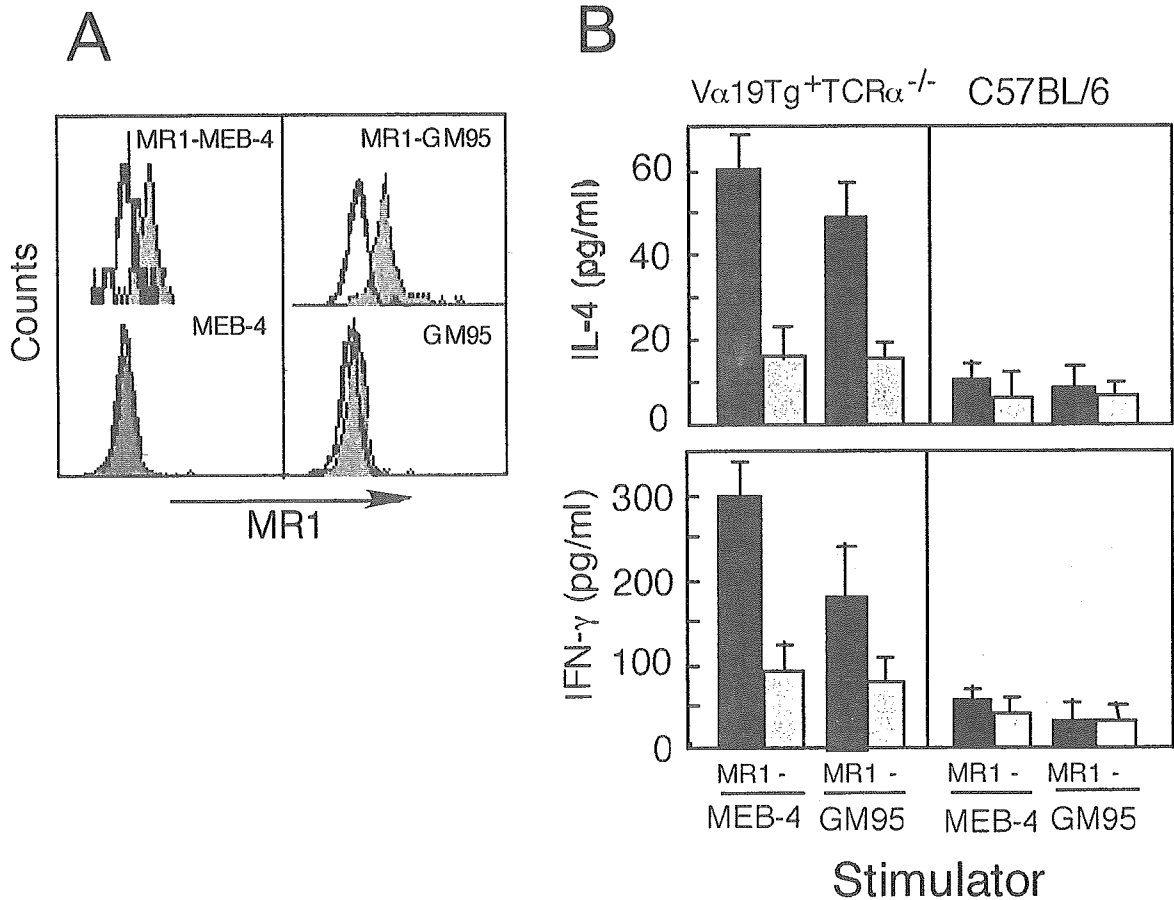 A
MR1-MEB-4
MR1-GM95
MEB-4
GM95
Counts
MR1
B
Vα19Tg⁺TCRα⁻/⁻
C57BL/6
IL-4 (pg/ml)
60
40
20
0
IFN-γ (pg/ml)
300
200
100
0
MR1 - MR1 - MR1 - MR1 -
MEB-4 GM95 MEB-4 GM95
Stimulator